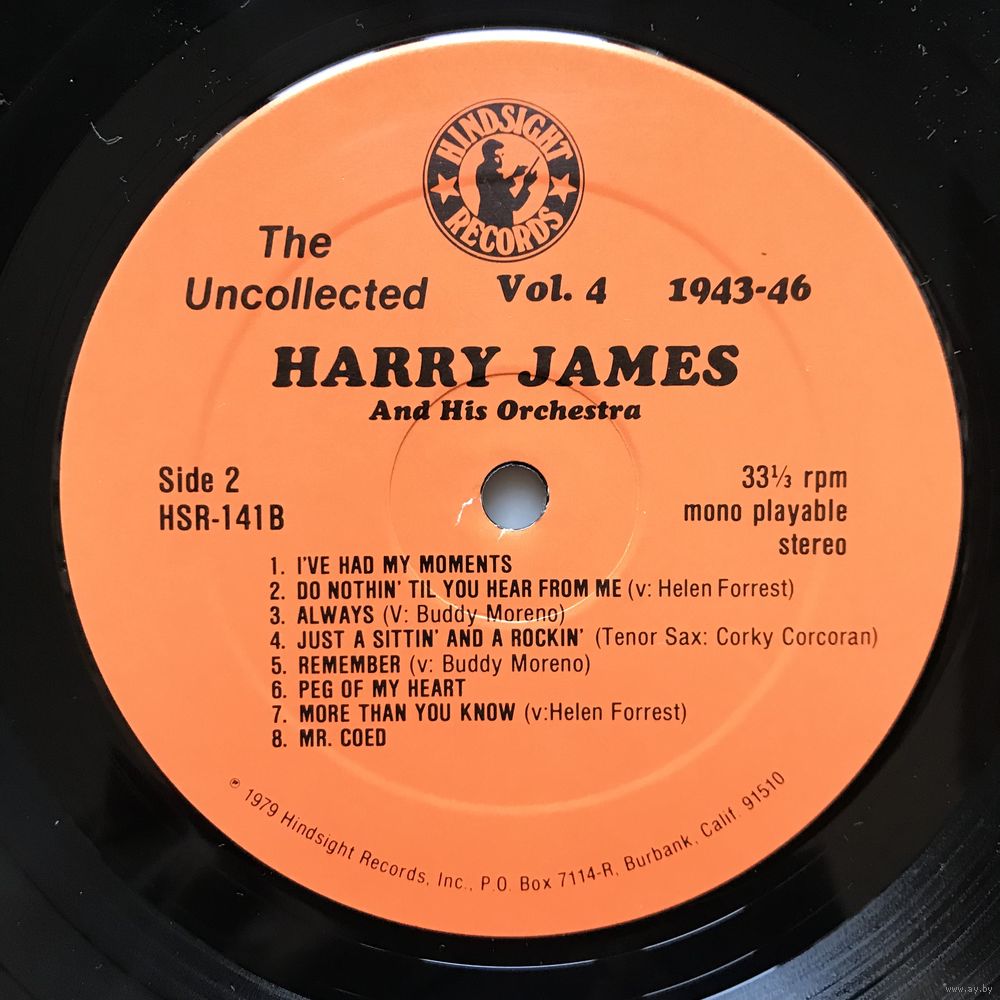 HINDSIGHT
RECORDS
The
Uncollected Vol. 4 1943-46
HARRY JAMES
And His Orchestra
Side 2
HSR-141B
33⅓ rpm
mono playable
stereo
1. I'VE HAD MY MOMENTS
2. DO NOTHIN' TIL YOU HEAR FROM ME (v: Helen Forrest)
3. ALWAYS (V: Buddy Moreno)
4. JUST A SITTIN' AND A ROCKIN' (Tenor Sax: Corky Corcoran)
5. REMEMBER (v: Buddy Moreno)
6. PEG OF MY HEART
7. MORE THAN YOU KNOW (v:Helen Forrest)
8. MR. COED
℗ 1979 Hindsight Records, Inc., P.O. Box 7114-R, Burbank, Calif. 91510
www.ay.by